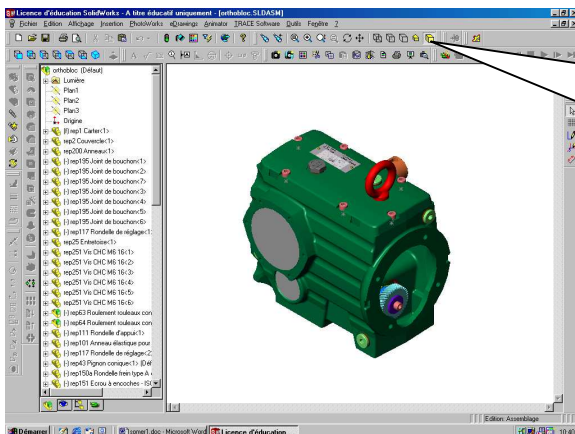 Licence d'éducation SolidWorks - A titre éducatif uniquement - [orthobloc.SLDASM]
Fichier Edition Affichage Insertion PhotoWorks eDrawings Animator TRACE Software Outils Fenêtre ?
orthobloc (Défaut)
Lumière
Plan1
Plan2
Plan3
Origine
(f) rep1 Carter<1>
rep2 Couvercle<1>
rep200 Anneaux<1>
(-) rep195 Joint de bouchon<1>
(-) rep195 Joint de bouchon<2>
(-) rep195 Joint de bouchon<7>
(-) rep195 Joint de bouchon<3>
(-) rep195 Joint de bouchon<4>
(-) rep195 Joint de bouchon<5>
(-) rep195 Joint de bouchon<6>
(-) rep117 Rondelle de réglage<1>
rep25 Entretoise<1>
rep251 Vis CHC M6 16<1>
rep251 Vis CHC M6 16<2>
rep251 Vis CHC M6 16<3>
rep251 Vis CHC M6 16<4>
rep251 Vis CHC M6 16<5>
rep251 Vis CHC M6 16<6>
(-) rep63 Roulement rouleaux con
(-) rep64 Roulement rouleaux con
(-) rep111 Rondelle d'appui<1>
(-) rep101 Anneau élastique pour
(-) rep117 Rondelle de réglage<2
(-) rep43 Pignon conique<1> (Déf
(-) rep150a Rondelle frein type A
(-) rep151 Ecrou à encoches - IS
Edition: Assemblage
Démarrer
somer1.doc - Microsoft Word
Licence d'éducation...
10:40